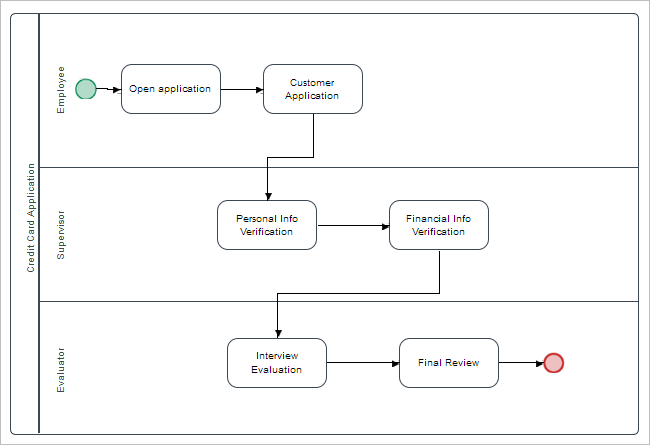 Credit Card Application
Employee
Open application
Customer
Application
Supervisor
Personal Info
Verification
Financial Info
Verification
Evaluator
Interview
Evaluation
Final Review